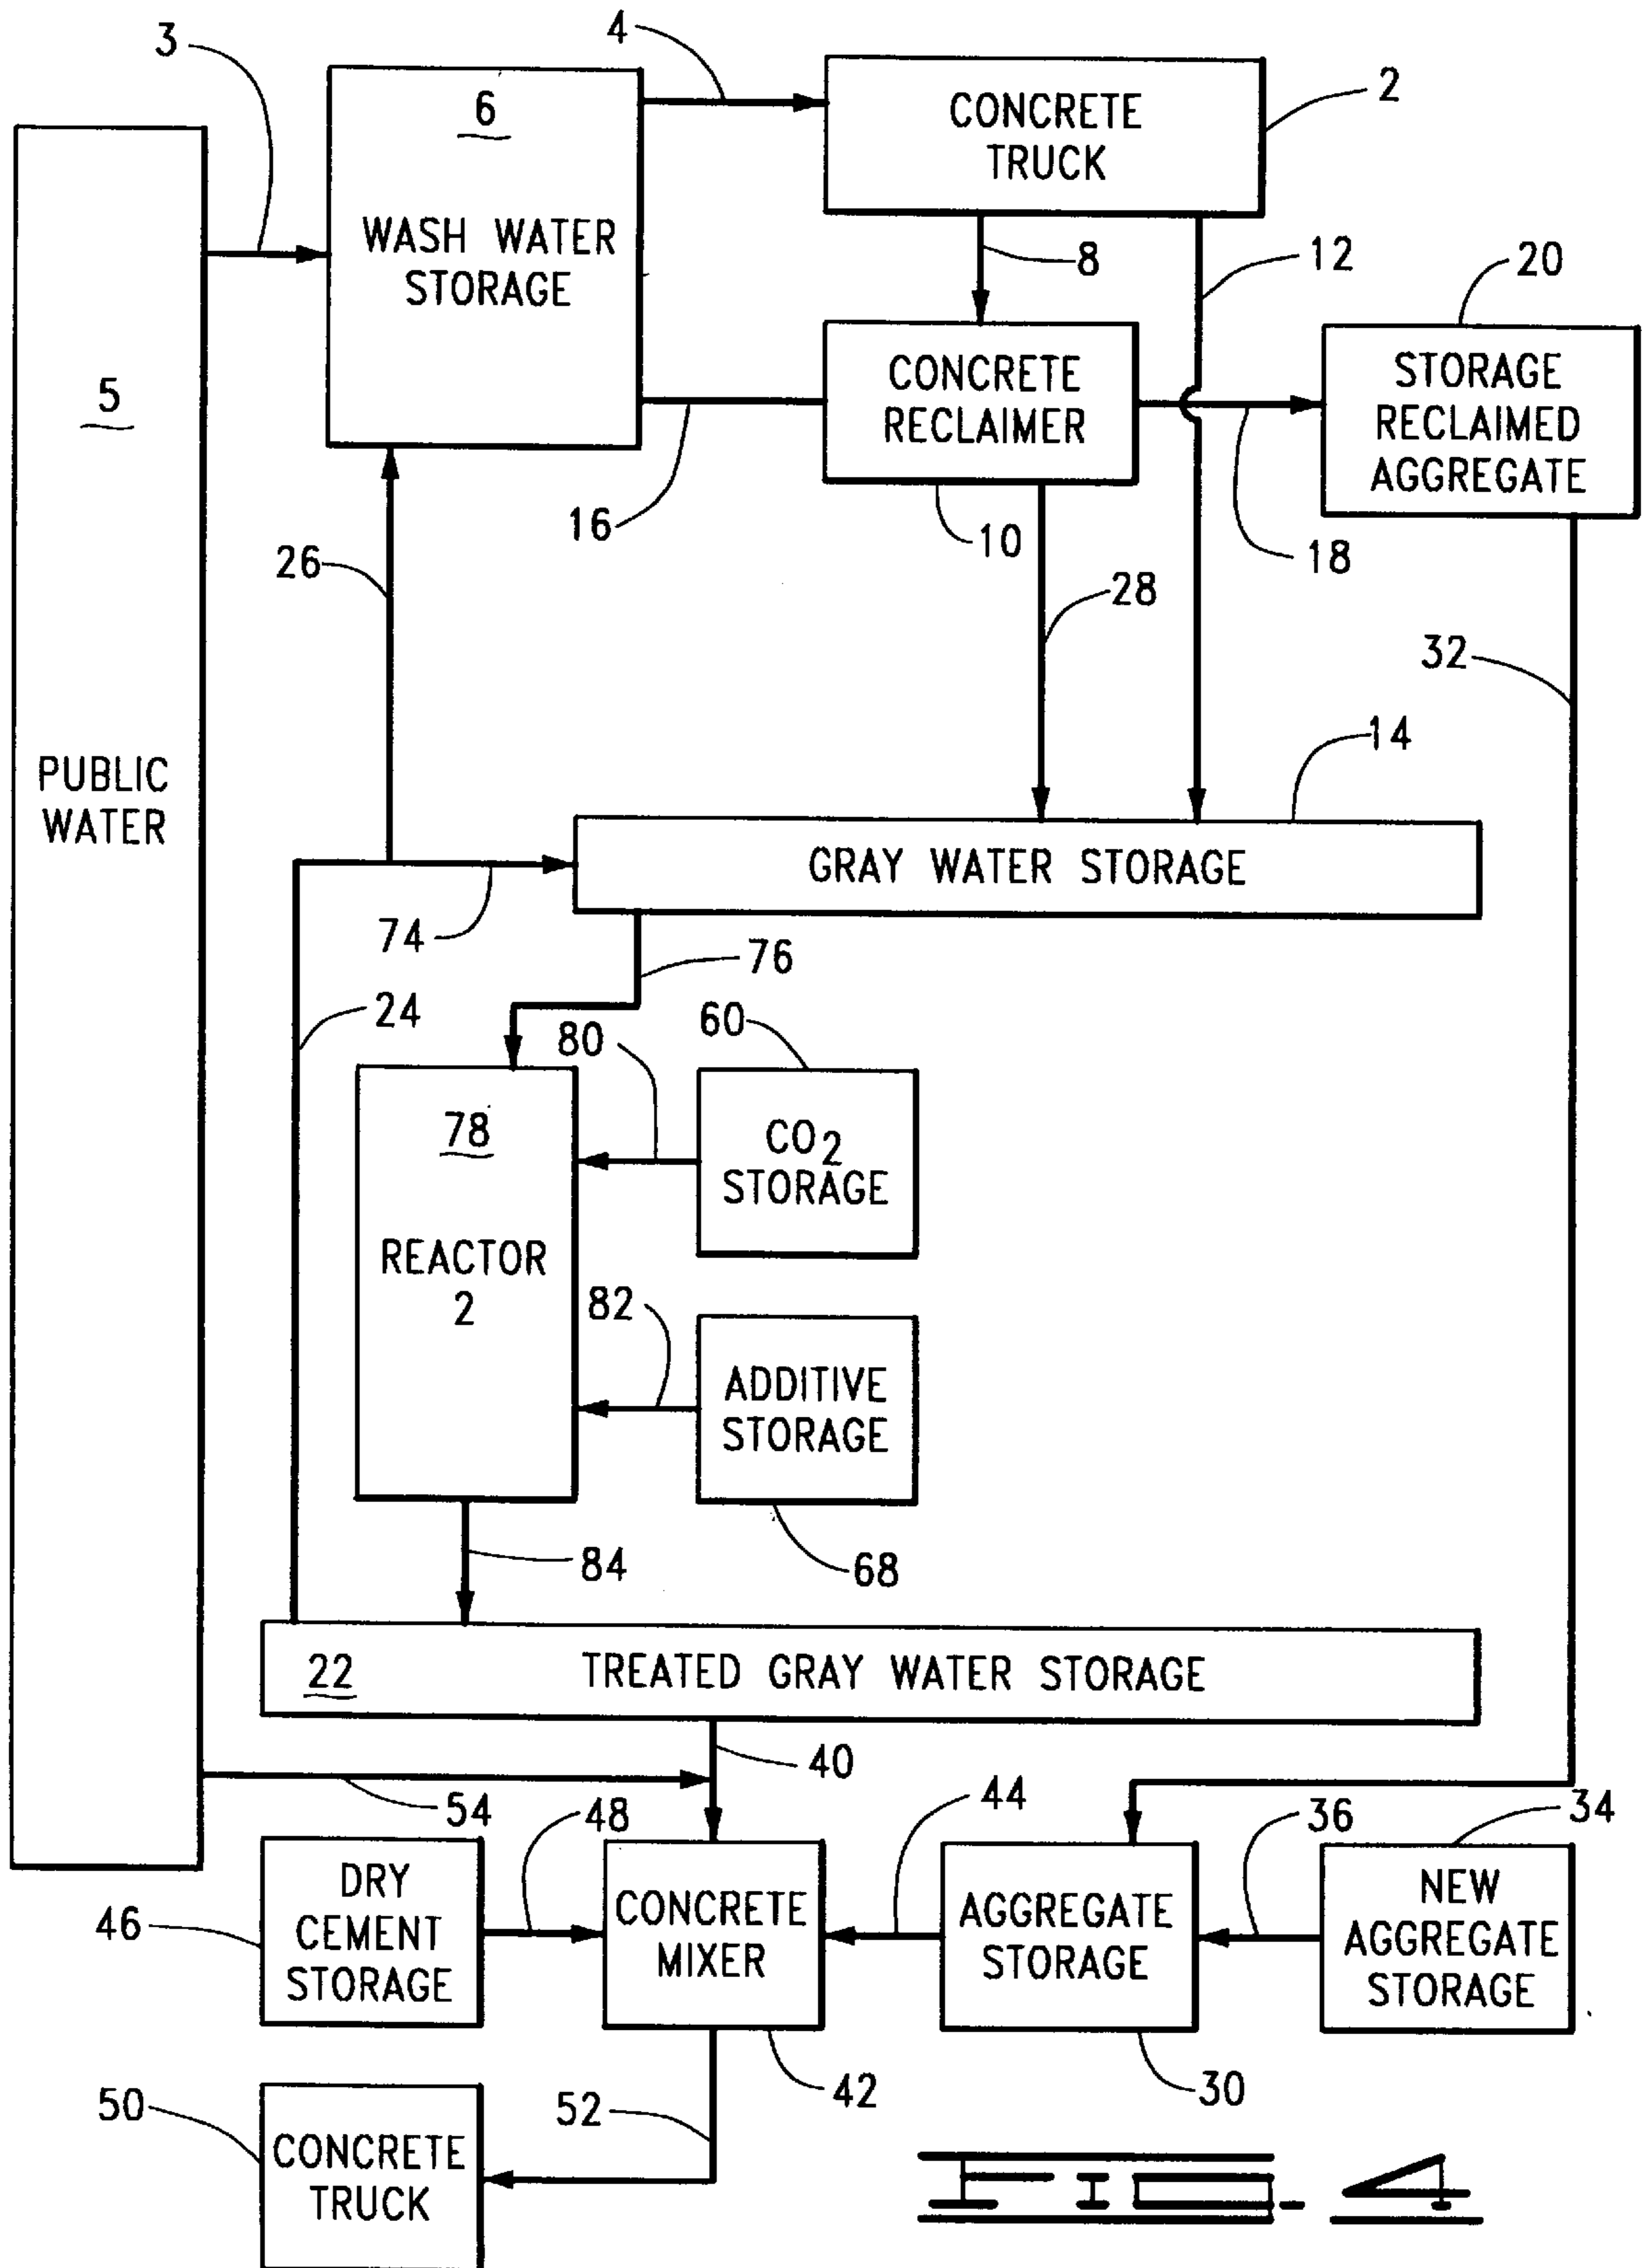 3
4
6
WASH WATER
STORAGE
CONCRETE
TRUCK
2
5
PUBLIC
WATER
8
12
20
16
CONCRETE
RECLAIMER
10
18
STORAGE
RECLAIMED
AGGREGATE
26
28
32
14
GRAY WATER STORAGE
74
76
24
80
60
78
REACTOR
2
CO2
STORAGE
82
ADDITIVE
STORAGE
68
84
22
TREATED GRAY WATER STORAGE
40
54
48
44
36
34
46
DRY
CEMENT
STORAGE
CONCRETE
MIXER
AGGREGATE
STORAGE
NEW
AGGREGATE
STORAGE
42
30
50
52
CONCRETE
TRUCK
FIG. 4